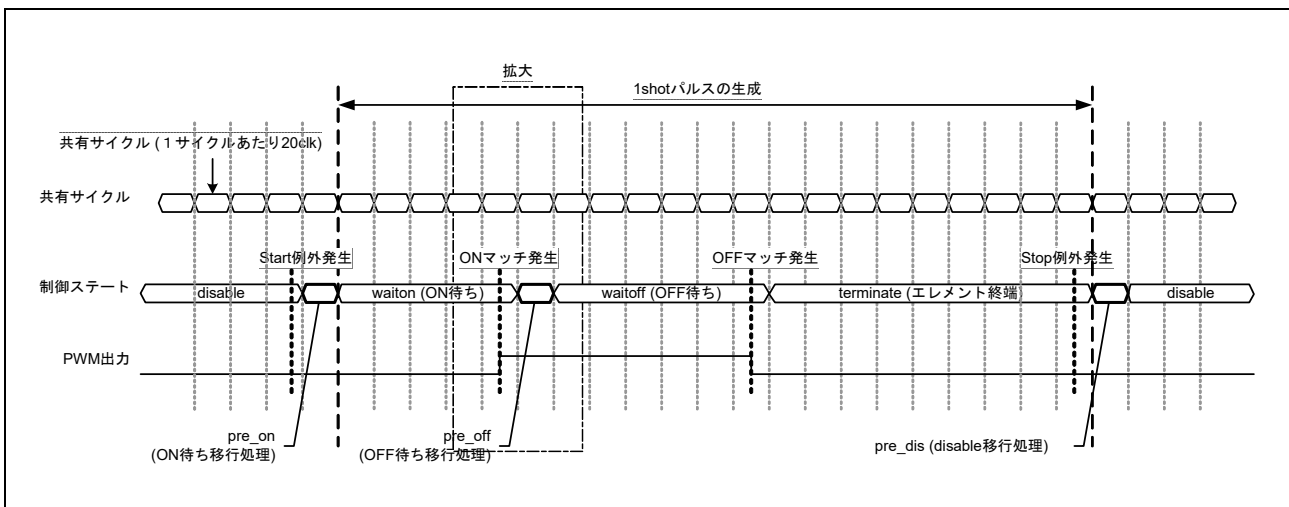 拡大
1shotパルスの生成
共有サイクル (１サイクルあたり20clk)
共有サイクル
Start例外発生
ONマッチ発生
OFFマッチ発生
Stop例外発生
制御ステート
disable
waiton (ON待ち)
waitoff (OFF待ち)
terminate (エレメント終端)
disable
PWM出力
pre_on
(ON待ち移行処理)
pre_off
(OFF待ち移行処理)
pre_dis (disable移行処理)